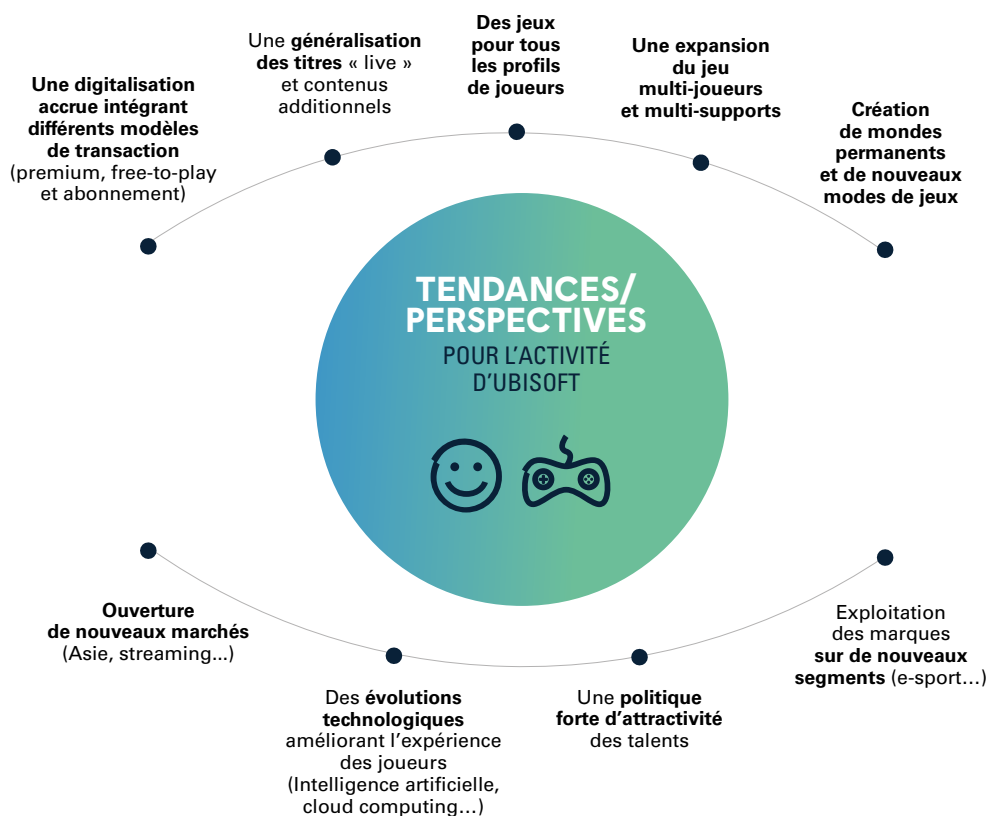 Une digitalisation
accrue intégrant
différents modèles
de transaction
(premium, free-to-play
et abonnement)
Une généralisation
des titres « live »
et contenus
additionnels
Des jeux
pour tous
les profils
de joueurs
Une expansion
du jeu
multi-joueurs
et multi-supports
Création
de mondes
permanents
et de nouveaux
modes de jeux
TENDANCES/
PERSPECTIVES
POUR L'ACTIVITÉ
D'UBISOFT
Ouverture
de nouveaux marchés
(Asie, streaming...)
Des évolutions
technologiques
améliorant l'expérience
des joueurs
(Intelligence artificielle,
cloud computing…)
Une politique
forte d'attractivité
des talents
Exploitation
des marques
sur de nouveaux
segments (e-sport…)